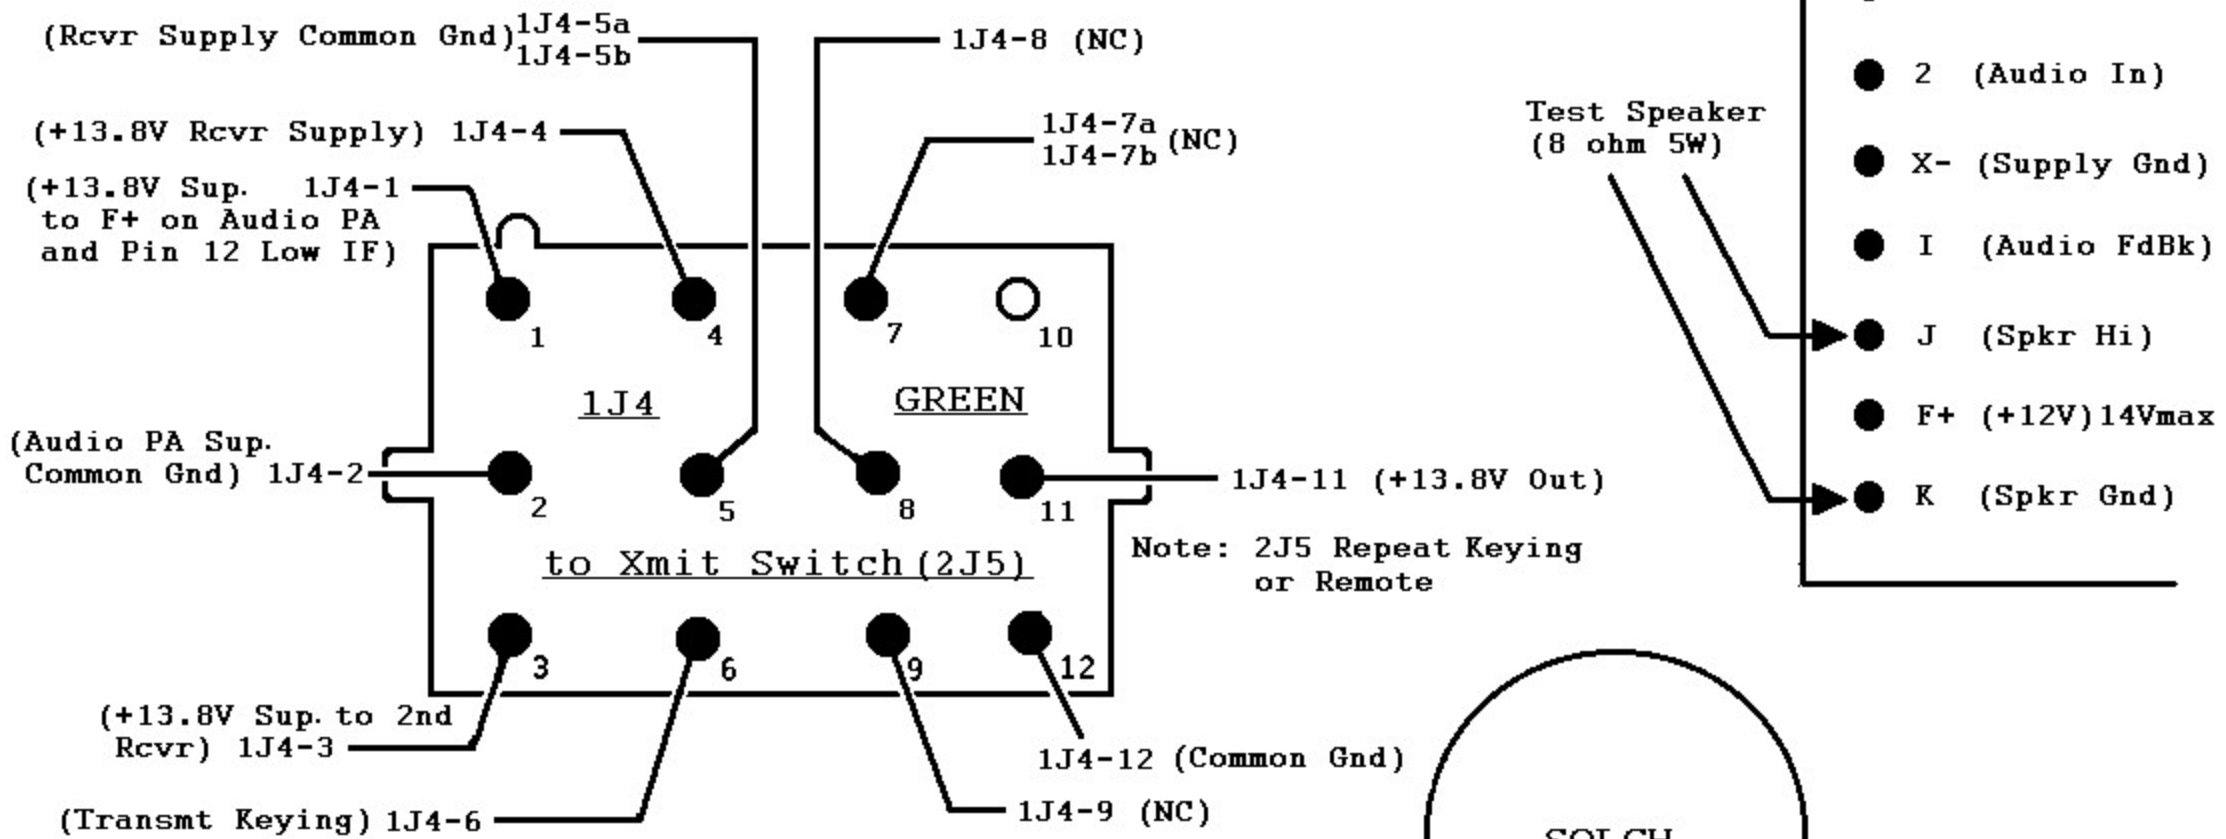 (Rcvr Supply Common Gnd) 1J4-5a
1J4-5b
1J4-8 (NC)
(+13.8V Rcvr Supply) 1J4-4
1J4-7a
1J4-7b (NC)
(+13.8V Sup. 1J4-1
to F+ on Audio PA
and Pin 12 Low IF)
1
4
7
10
1J4
GREEN
(Audio PA Sup.
Common Gnd) 1J4-2
2
5
8
11
1J4-11 (+13.8V Out)
to Xmit Switch (2J5)
Note: 2J5 Repeat Keying
or Remote
3
6
9
12
(+13.8V Sup. to 2nd
Rcvr) 1J4-3
1J4-12 (Common Gnd)
(Transmt Keying) 1J4-6
1J4-9 (NC)
Test Speaker
(8 ohm 5W)
2 (Audio In)
X- (Supply Gnd)
I (Audio FdBk)
J (Spkr Hi)
F+ (+12V) 14Vmax
K (Spkr Gnd)